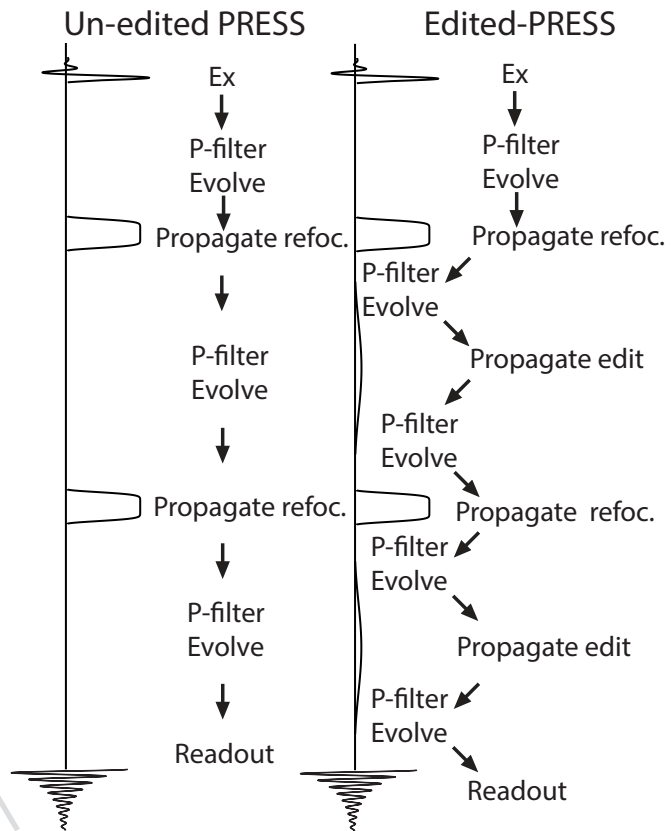 Un-edited PRESS
Ex
P-filter
Evolve
Propagate refoc.
P-filter
Evolve
Propagate refoc.
P-filter
Evolve
Readout
Edited-PRESS
Ex
P-filter
Evolve
Propagate refoc.
P-filter
Evolve
Propagate edit
P-filter
Evolve
Propagate refoc.
P-filter
Evolve
Propagate edit
P-filter
Evolve
Readout